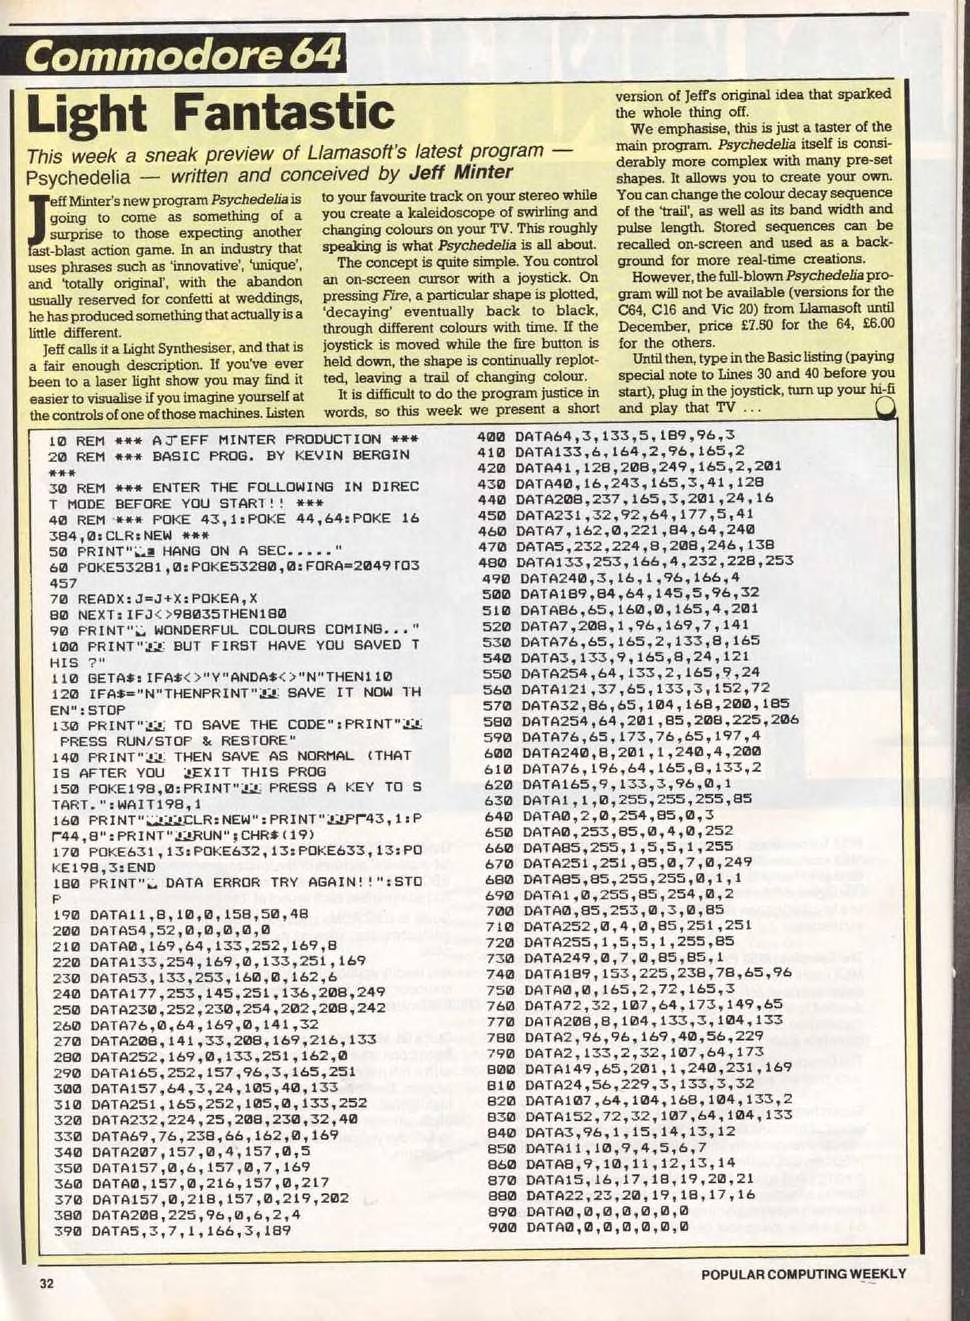 Commodore 64
Light Fantastic
This week a sneak preview of Llamasoft's latest program —
Psychedelia — written and conceived by Jeff Minter
Jeff Minter's new program Psychedelia is
going to come as something of a
surprise to those expecting another
fast-blast action game. In an industry that
uses phrases such as 'innovative', 'unique',
and 'totally original', with the abandon
usually reserved for confetti at weddings,
he has produced something that actually is a
little different.
Jeff calls it a Light Synthesiser, and that is
a fair enough description. If you've ever
been to a laser light show you may find it
easier to visualise if you imagine yourself at
the controls of one of those machines. Listen
to your favourite track on your stereo while
you create a kaleidoscope of swirling and
changing colours on your TV. This roughly
speaking is what Psychedelia is all about.
The concept is quite simple. You control
an on-screen cursor with a joystick. On
pressing Fire, a particular shape is plotted,
'decaying' eventually back to black,
through different colours with time. If the
joystick is moved while the fire button is
held down, the shape is continually replot-
ted, leaving a trail of changing colour.
It is difficult to do the program justice in
words, so this week we present a short
version of Jeff's original idea that sparked
the whole thing off.
We emphasise, this is just a taster of the
main program. Psychedelia itself is consi-
derably more complex with many pre-set
shapes. It allows you to create your own.
You can change the colour decay sequence
of the 'trail', as well as its band width and
pulse length. Stored sequences can be
recalled on-screen and used as a back-
ground for more real-time creations.
However, the full-blown Psychedelia pro-
gram will not be available (versions for the
C64, C16 and Vic 20) from Llamasoft until
December, price £7.50 for the 64, £6.00
for the others.
Until then, type in the Basic listing (paying
special note to Lines 30 and 40 before you
start), plug in the joystick, turn up your hi-fi
and play that TV ...
10 REM *** A JEFF MINTER PRODUCTION ***
20 REM *** BASIC PROG. BY KEVIN BERGIN
***
30 REM *** ENTER THE FOLLOWING IN DIREC
T MODE BEFORE YOU START!! ***
40 REM *** POKE 43,1:POKE 44,64:POKE 16
384,0:CLR:NEW ***
50 PRINT" HANG ON A SEC....."
60 POKE53281,0:POKE53280,0:FORA=2049TO3
457
70 READX:J=J+X:POKEA,X
80 NEXT:IFJ<>98035THEN180
90 PRINT" WONDERFUL COLOURS COMING..."
100 PRINT" BUT FIRST HAVE YOU SAVED T
HIS ?"
110 GETA$:IFA$<>"Y"ANDA$<>"N"THEN110
120 IFA$="N"THENPRINT" SAVE IT NOW TH
EN":STOP
130 PRINT" TO SAVE THE CODE":PRINT"
PRESS RUN/STOP & RESTORE"
140 PRINT" THEN SAVE AS NORMAL (THAT
IS AFTER YOU EXIT THIS PROG
150 POKE198,0:PRINT" PRESS A KEY TO S
TART.":WAIT198,1
160 PRINT"CLR:NEW":PRINT"43,1:P
44,8":PRINT"RUN";CHR$(19)
170 POKE631,13:POKE632,13:POKE633,13:PO
KE198,3:END
180 PRINT" DATA ERROR TRY AGAIN!!":STO
P
190 DATA11,8,10,0,158,50,48
200 DATA54,52,0,0,0,0,0
210 DATA0,169,64,133,252,169,8
220 DATA133,254,169,0,133,251,169
230 DATA53,133,253,160,0,162,6
240 DATA177,253,145,251,136,208,249
250 DATA230,252,230,254,202,208,242
260 DATA76,0,64,169,0,141,32
270 DATA208,141,33,208,169,216,133
280 DATA252,169,0,133,251,162,0
290 DATA165,252,157,96,3,165,251
300 DATA157,64,3,24,105,40,133
310 DATA251,165,252,105,0,133,252
320 DATA232,224,25,208,230,32,40
330 DATA69,76,238,66,162,0,169
340 DATA207,157,0,4,157,0,5
350 DATA157,0,6,157,0,7,169
360 DATA0,157,0,216,157,0,217
370 DATA157,0,218,157,0,219,202
380 DATA208,225,96,0,6,2,4
390 DATA5,3,7,1,166,3,189
400 DATA64,3,133,5,189,96,3
410 DATA133,6,164,2,96,165,2
420 DATA41,128,208,249,165,2,201
430 DATA40,16,243,165,3,41,128
440 DATA208,237,165,3,201,24,16
450 DATA231,32,92,64,177,5,41
460 DATA7,162,0,221,84,64,240
470 DATA5,232,224,8,208,246,138
480 DATA133,253,166,4,232,228,253
490 DATA240,3,16,1,96,166,4
500 DATA189,84,64,145,5,96,32
510 DATA86,65,160,0,165,4,201
520 DATA7,208,1,96,169,7,141
530 DATA76,65,165,2,133,8,165
540 DATA3,133,9,165,8,24,121
550 DATA254,64,133,2,165,9,24
560 DATA121,37,65,133,3,152,72
570 DATA32,86,65,104,168,200,185
580 DATA254,64,201,85,208,225,206
590 DATA76,65,173,76,65,197,4
600 DATA240,8,201,1,240,4,200
610 DATA76,196,64,165,8,133,2
620 DATA165,9,133,3,96,0,1
630 DATA1,1,0,255,255,255,85
640 DATA0,2,0,254,85,0,3
650 DATA0,253,85,0,4,0,252
660 DATA85,255,1,5,5,1,255
670 DATA251,251,85,0,7,0,249
680 DATA85,85,255,255,0,1,1
690 DATA1,0,255,85,254,0,2
700 DATA0,85,253,0,3,0,85
710 DATA252,0,4,0,85,251,251
720 DATA255,1,5,5,1,255,85
730 DATA249,0,7,0,85,85,1
740 DATA189,153,225,238,78,65,96
750 DATA0,0,165,2,72,165,3
760 DATA72,32,107,64,173,149,65
770 DATA208,8,104,133,3,104,133
780 DATA2,96,96,169,40,56,229
790 DATA2,133,2,32,107,64,173
800 DATA149,65,201,1,240,231,169
810 DATA24,56,229,3,133,3,32
820 DATA107,64,104,168,104,133,2
830 DATA152,72,32,107,64,104,133
840 DATA3,96,1,15,14,13,12
850 DATA11,10,9,4,5,6,7
860 DATA8,9,10,11,12,13,14
870 DATA15,16,17,18,19,20,21
880 DATA22,23,20,19,18,17,16
890 DATA0,0,0,0,0,0,0
900 DATA0,0,0,0,0,0,0
32
POPULAR COMPUTING WEEKLY